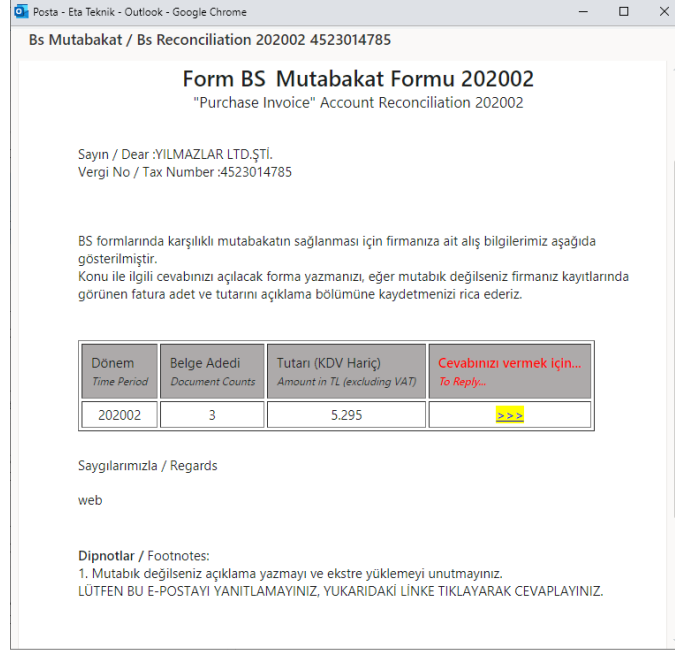 Posta - Eta Teknik - Outlook - Google Chrome
Bs Mutabakat / Bs Reconciliation 202002 4523014785
Form BS Mutabakat Formu 202002
"Purchase Invoice" Account Reconciliation 202002
Sayın / Dear :YILMAZLAR LTD.ŞTİ.
Vergi No / Tax Number :4523014785
BS formlarında karşılıklı mutabakatın sağlanması için firmanıza ait alış bilgilerimiz aşağıda
gösterilmiştir.
Konu ile ilgili cevabınızı açılacak forma yazmanızı, eğer mutabık değilseniz firmanız kayıtlarında
görünen fatura adet ve tutarını açıklama bölümüne kaydetmenizi rica ederiz.
Dönem Belge Adedi Tutarı (KDV Hariç) Cevabınızı vermek için...
Time Period Document Counts Amount in TL (excluding VAT) To Reply...
202002 3 5.295 >>>
Saygılarımızla / Regards
web
Dipnotlar / Footnotes:
1. Mutabık değilseniz açıklama yazmayı ve ekstre yüklemeyi unutmayınız.
LÜTFEN BU E-POSTAYI YANITLAMAYINIZ, YUKARIDAKİ LİNKE TIKLAYARAK CEVAPLAYINIZ.